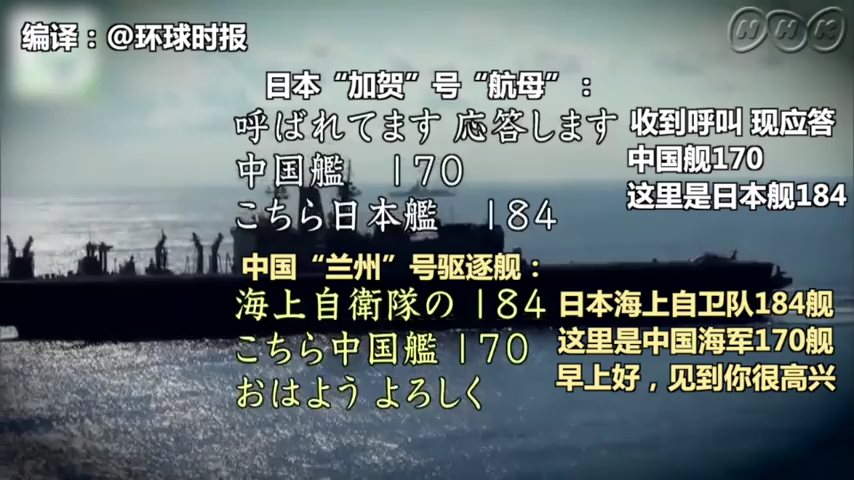 编译：@环球时报
NHK
日本“加贺”号“航母”：
呼ばれてます 応答します
中国艦 170
こちら日本艦 184
收到呼叫 现应答
中国舰170
这里是日本舰184
中国“兰州”号驱逐舰：
海上自衛隊の 184
こちら中国艦 170
おはよう よろしく
日本海上自卫队184舰
这里是中国海军170舰
早上好，见到你很高兴